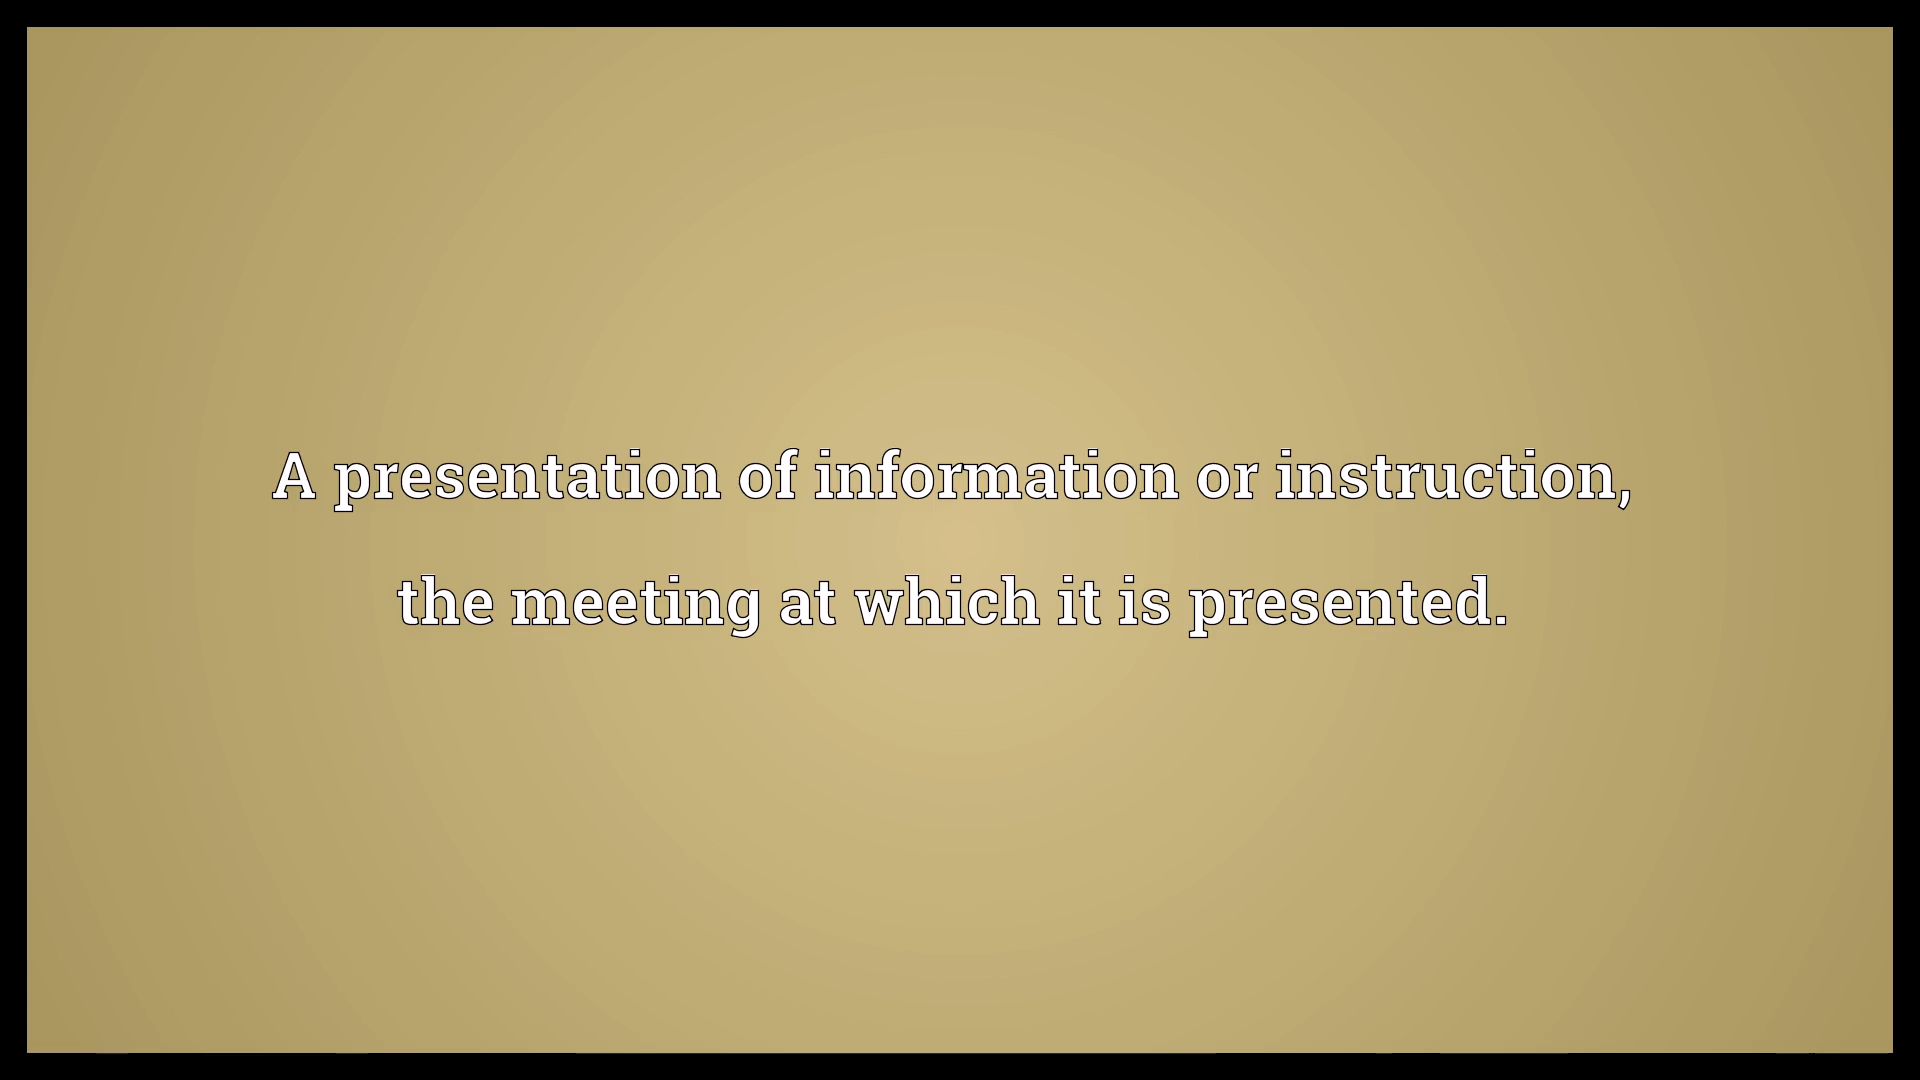 A presentation of information or instruction,
the meeting at which it is presented.